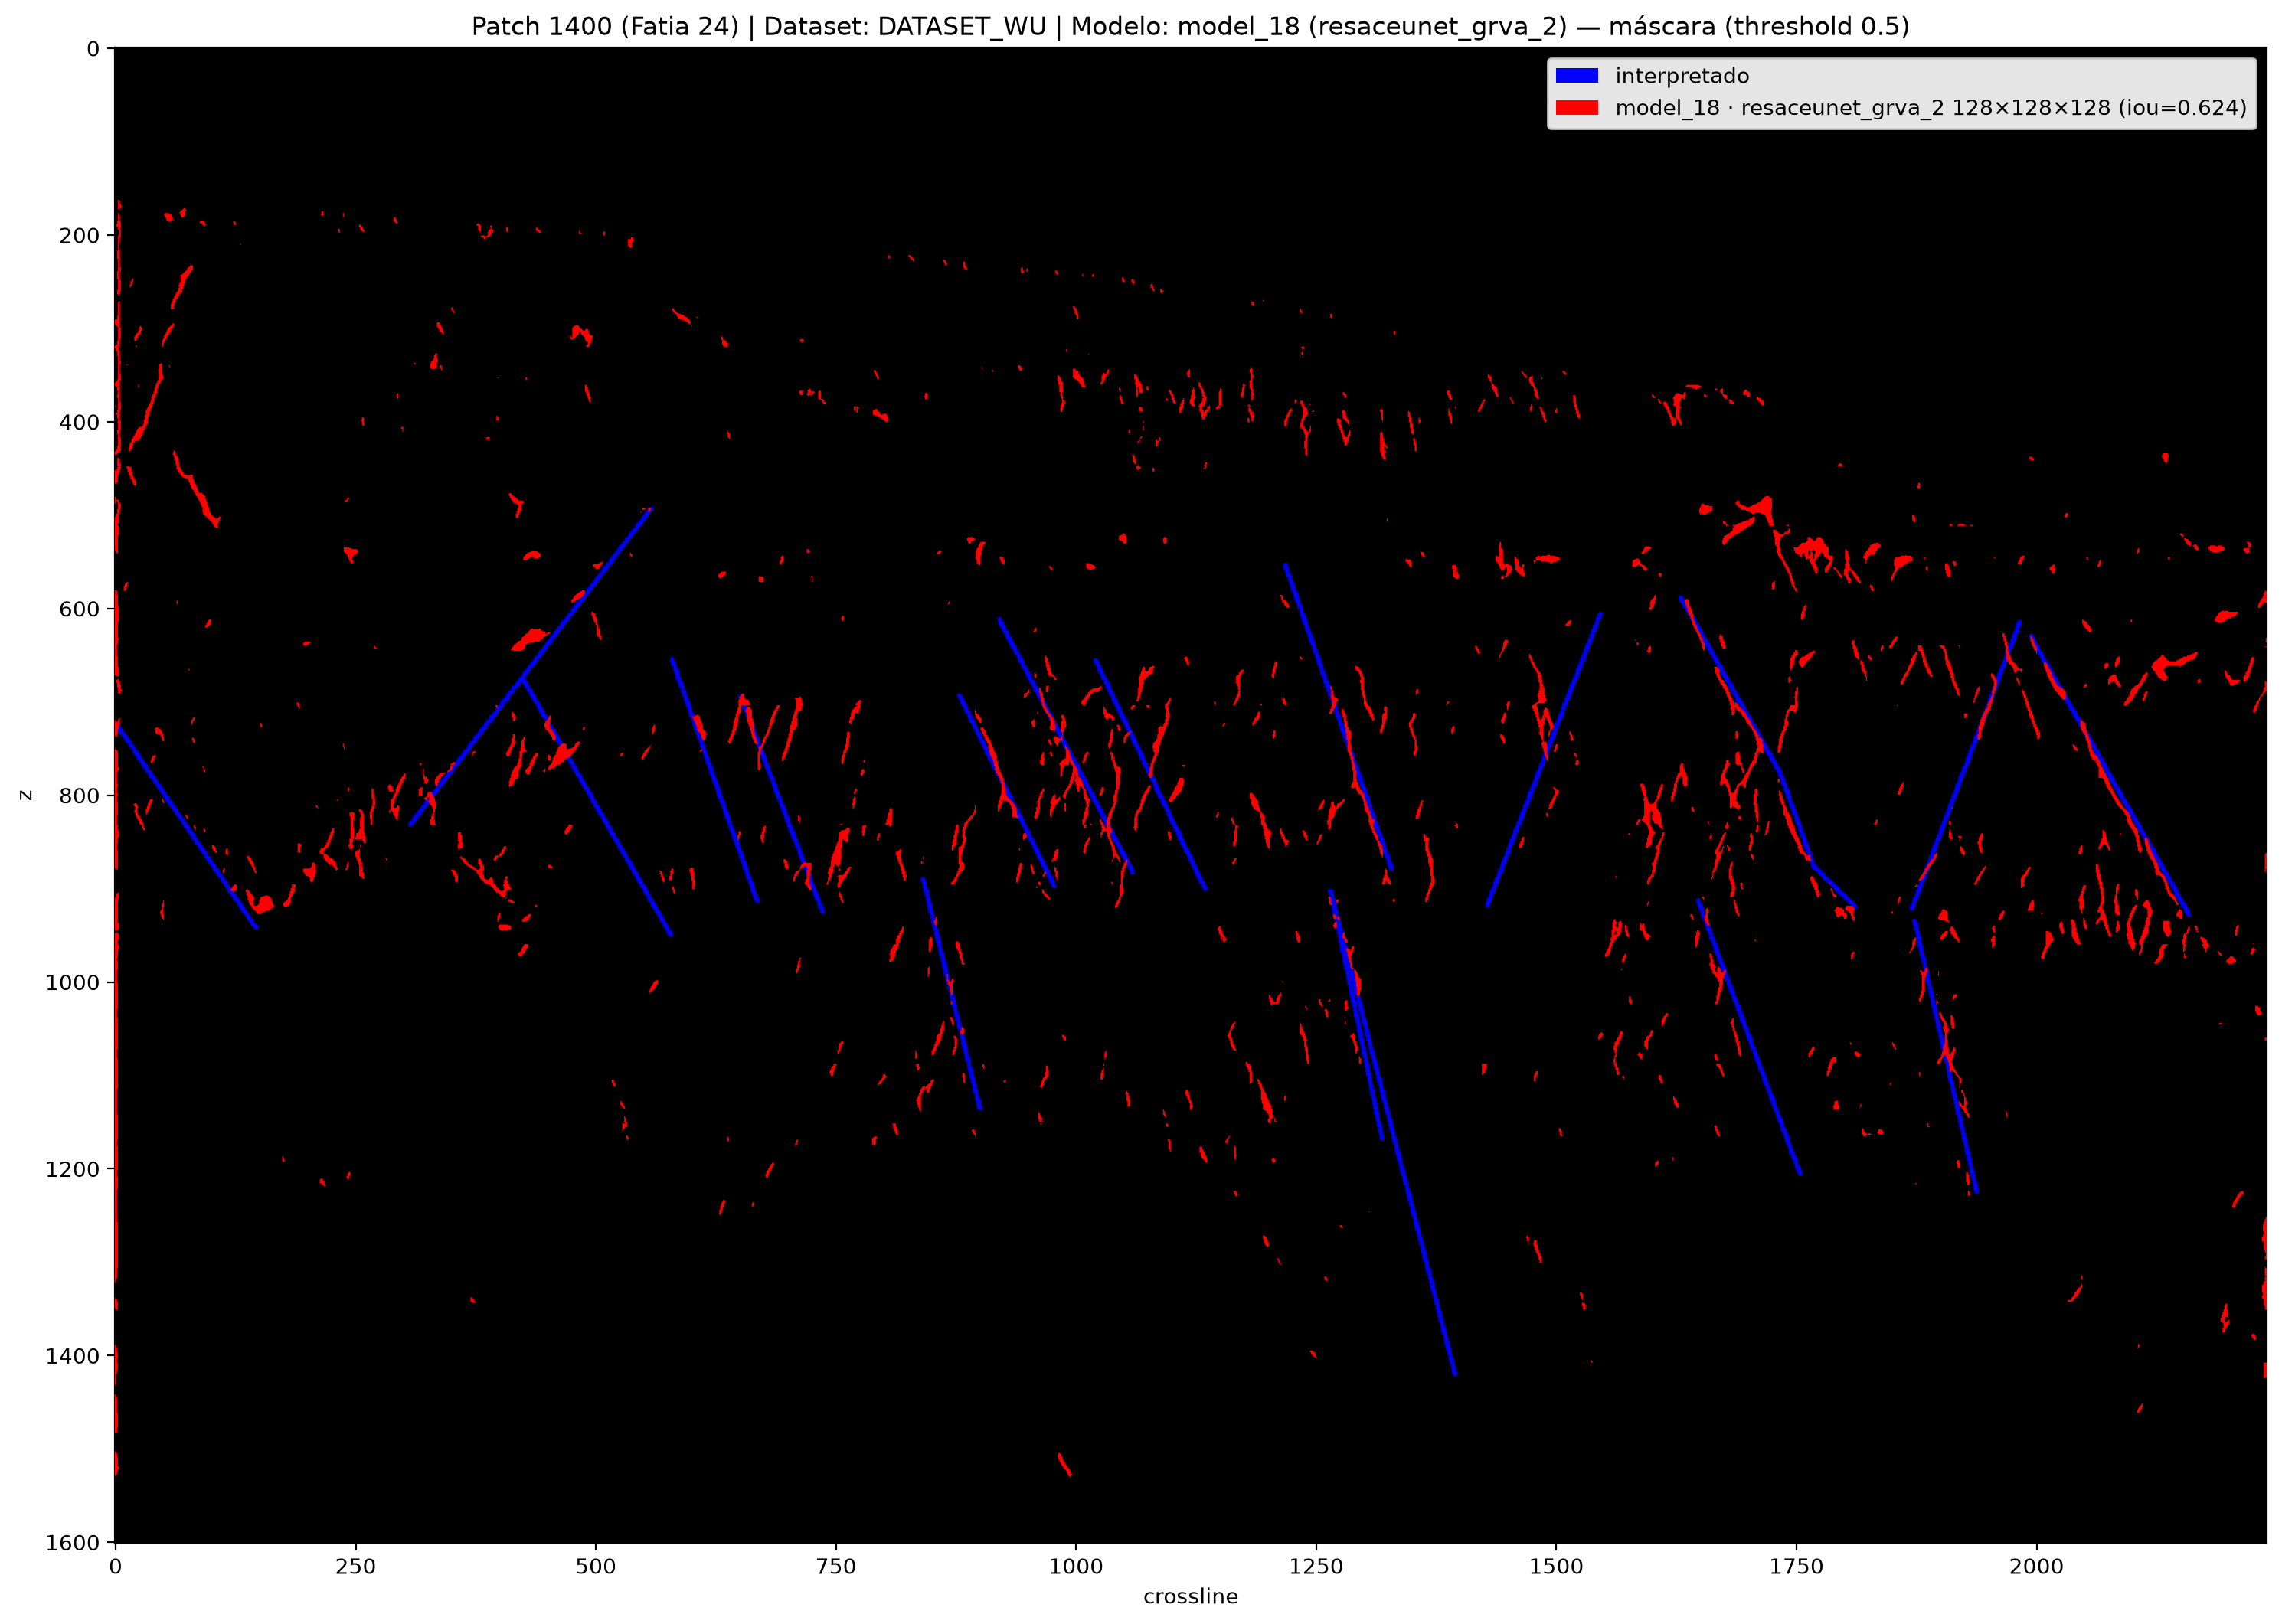 Patch 1400 (Fatia 24) | Dataset: DATASET_WU | Modelo: model_18 (resaceunet_grva_2) — máscara (threshold 0.5)
interpretado
model_18 · resaceunet_grva_2 128×128×128 (iou=0.624)
0
200
400
600
800
1000
1200
1400
1600
z
0 250 500 750 1000 1250 1500 1750 2000
crossline